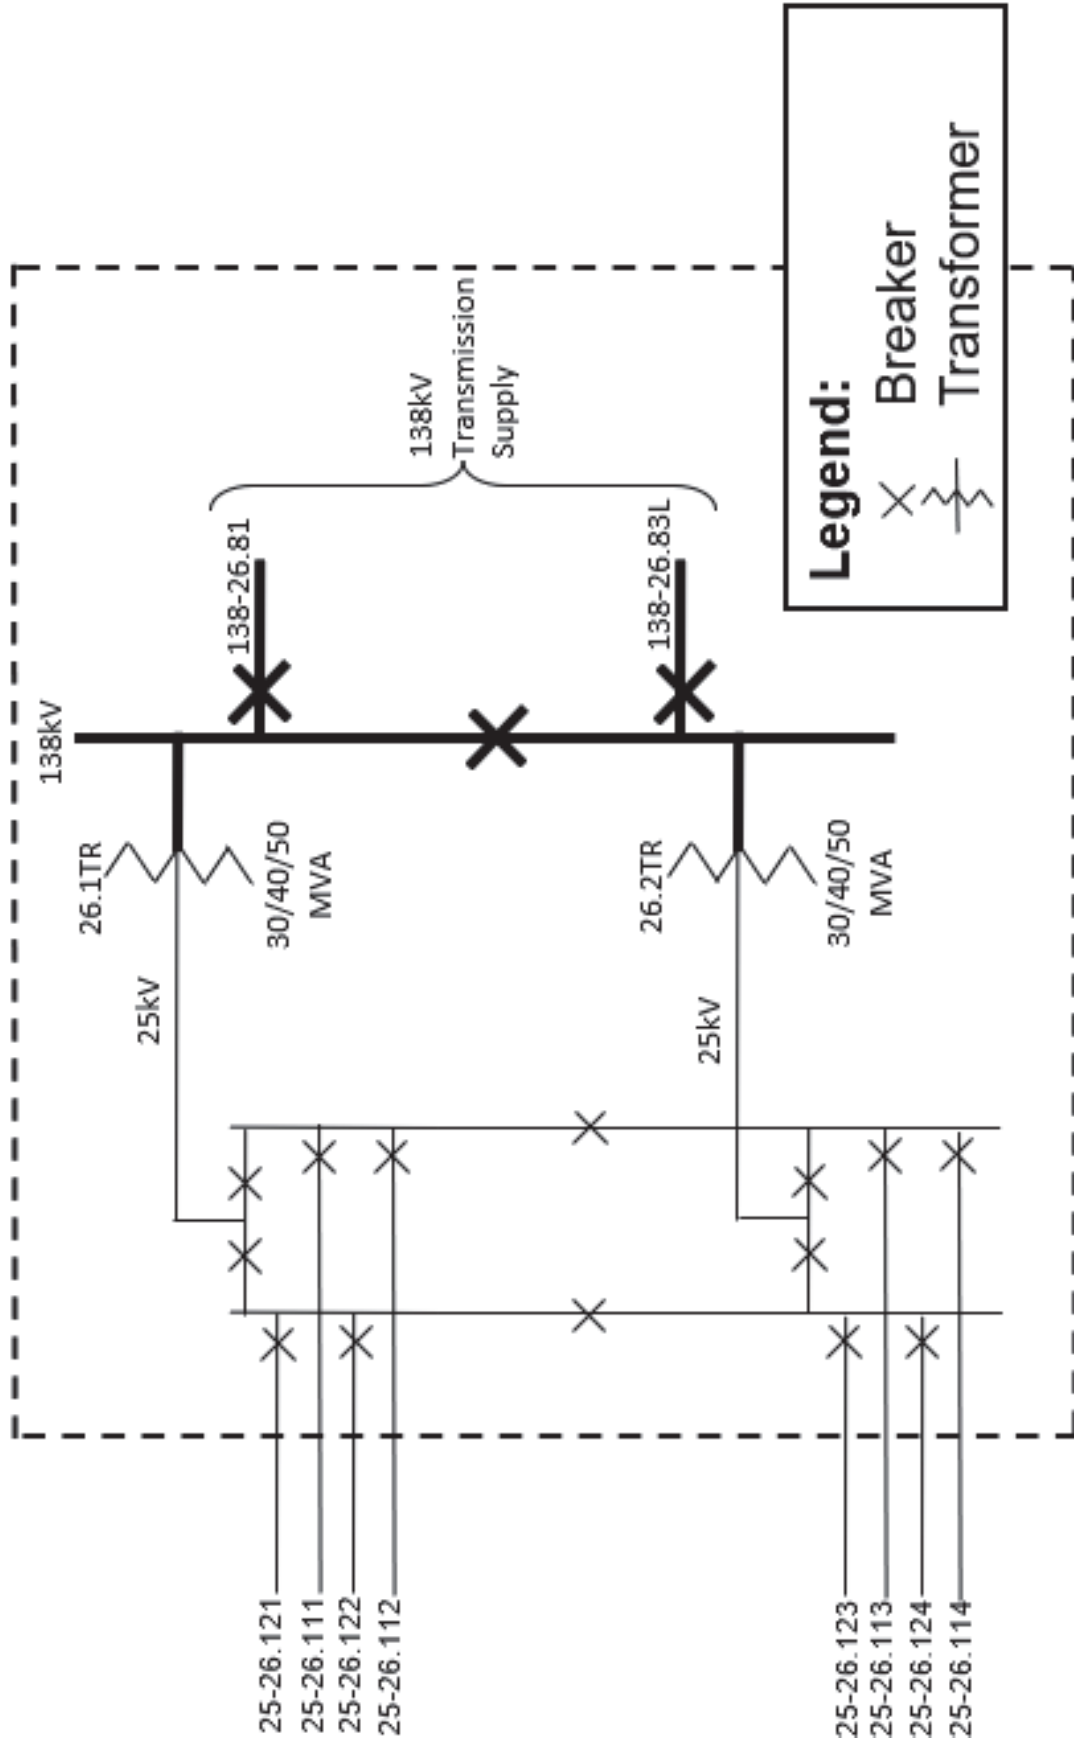 25-26.121
25-26.111
25-26.122
25-26.112
25-26.123
25-26.113
25-26.124
25-26.114
25kV
25kV
26.1TR
30/40/50
MVA
26.2TR
30/40/50
MVA
138kV
138-26.81
138-26.83L
138kV
Transmission
Supply
Legend:
Breaker
Transformer